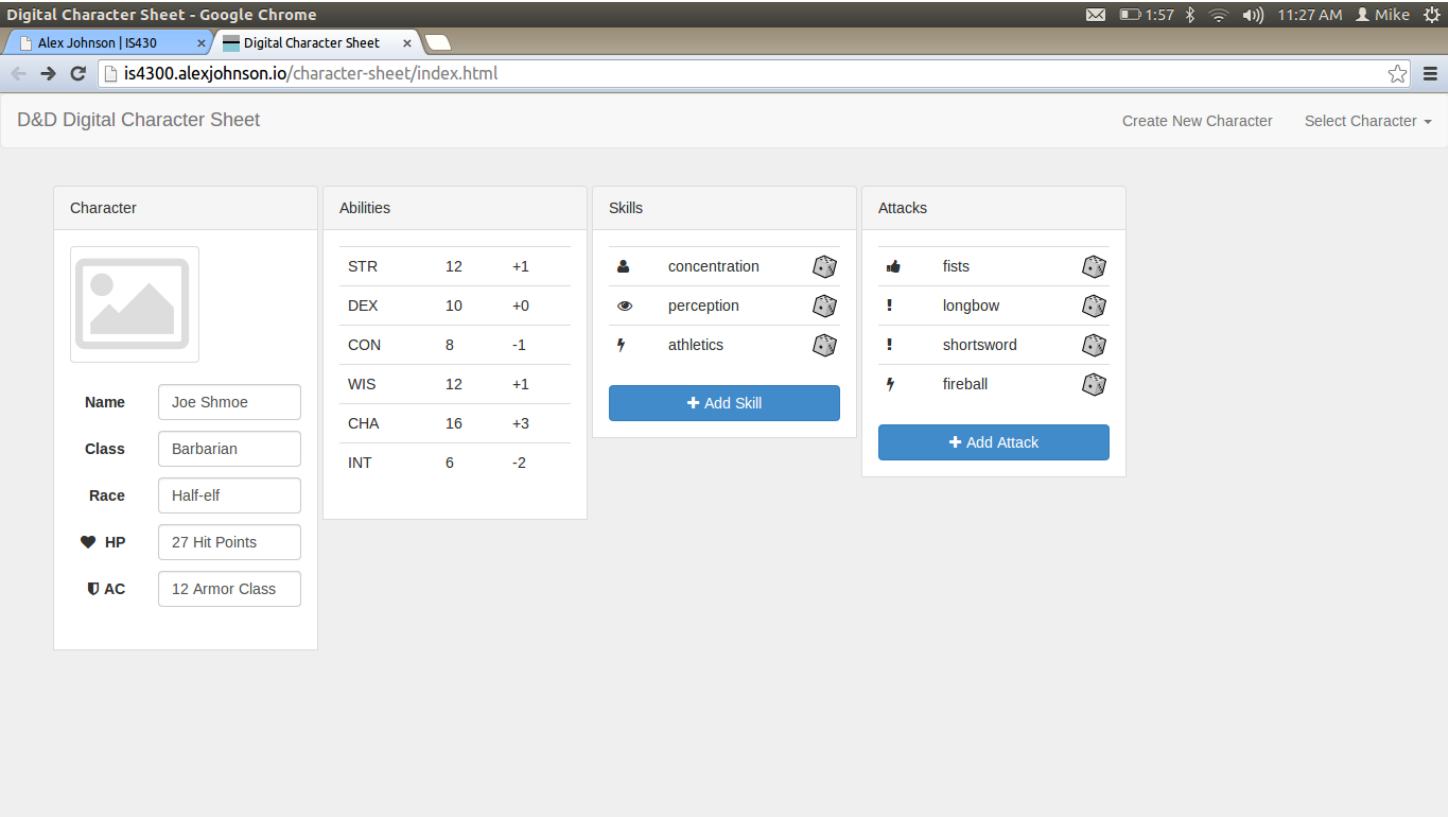 Digital Character Sheet - Google Chrome 1:57 11:27 AM Mike
Alex Johnson | IS430 x Digital Character Sheet x
is4300.alexjohnson.io/character-sheet/index.html
D&D Digital Character Sheet Create New Character Select Character
Character
Name Joe Shmoe
Class Barbarian
Race Half-elf
HP 27 Hit Points
AC 12 Armor Class
Abilities
STR 12 +1
DEX 10 +0
CON 8 -1
WIS 12 +1
CHA 16 +3
INT 6 -2
Skills
concentration
perception
athletics
+ Add Skill
Attacks
fists
! longbow
! shortsword
fireball
+ Add Attack